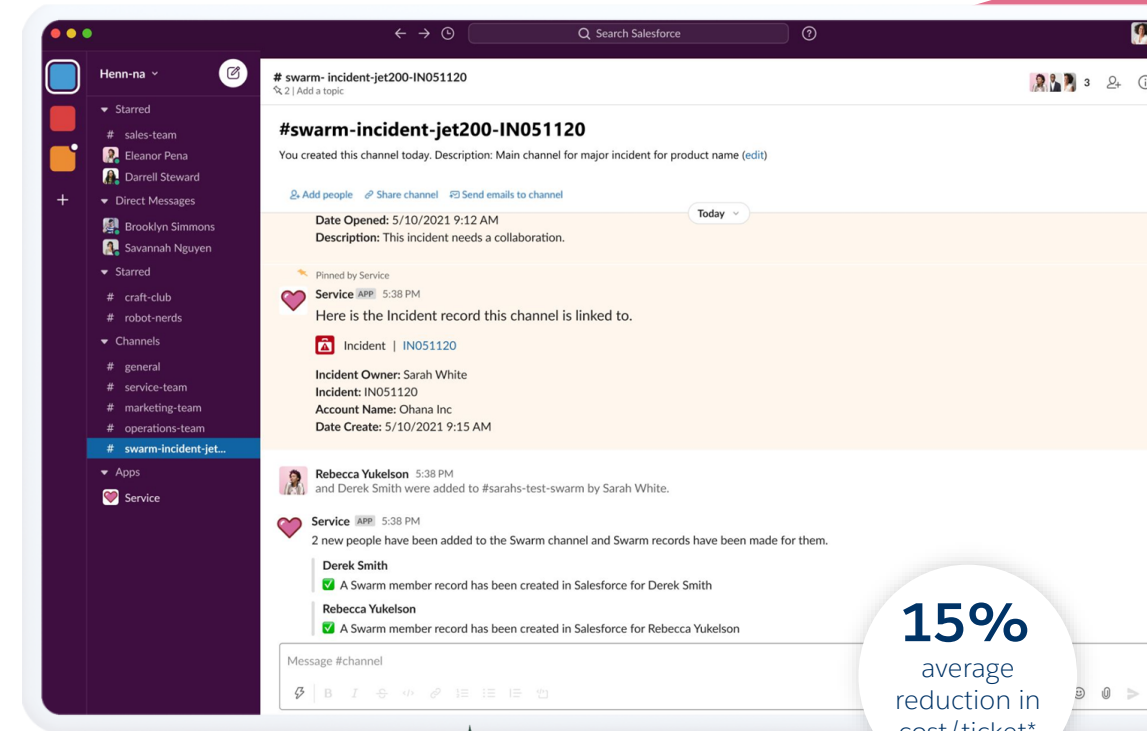 Search Salesforce
Henn-na
Starred
# sales-team
Eleanor Pena
Darrell Steward
Direct Messages
Brooklyn Simmons
Savannah Nguyen
Starred
# craft-club
# robot-nerds
Channels
# general
# service-team
# marketing-team
# operations-team
# swarm-incident-jet...
Apps
Service
# swarm- incident-jet200-IN051120
2 | Add a topic
3
#swarm-incident-jet200-IN051120
You created this channel today. Description: Main channel for major incident for product name (edit)
Add people Share channel Send emails to channel
Today
Date Opened: 5/10/2021 9:12 AM
Description: This incident needs a collaboration.
Pinned by Service
Service APP 5:38 PM
Here is the Incident record this channel is linked to.
Incident | IN051120
Incident Owner: Sarah White
Incident: IN051120
Account Name: Ohana Inc
Date Create: 5/10/2021 9:15 AM
Rebecca Yukelson 5:38 PM
and Derek Smith were added to #sarahs-test-swarm by Sarah White.
Service APP 5:38 PM
2 new people have been added to the Swarm channel and Swarm records have been made for them.
Derek Smith
A Swarm member record has been created in Salesforce for Derek Smith
Rebecca Yukelson
A Swarm member record has been created in Salesforce for Rebecca Yukelson
Message #channel
B I S </>
15%
average
reduction in
cost/ticket*